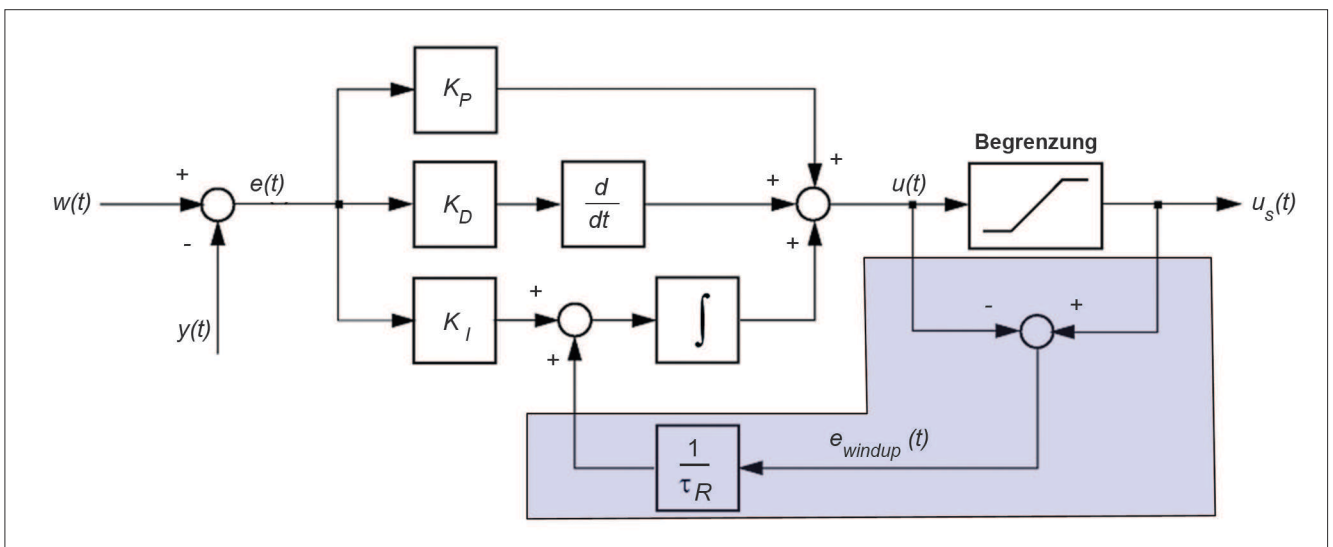 K_P
+
Begrenzung
w(t)
+
e(t)
K_D
d
dt
+
u(t)
u_s(t)
-
+
y(t)
K_I
+
∫
+
-
+
1
τ_R
e_windup (t)